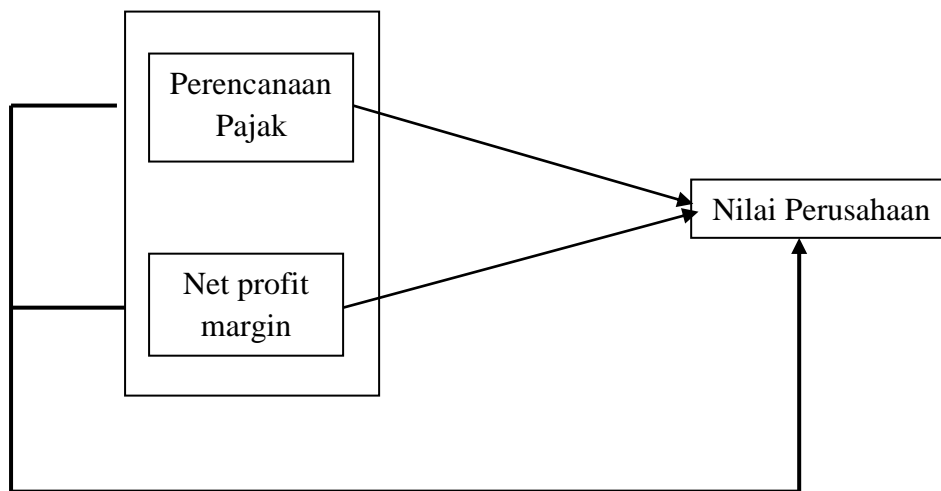 Perencanaan
Pajak
Nilai Perusahaan
Net profit
margin